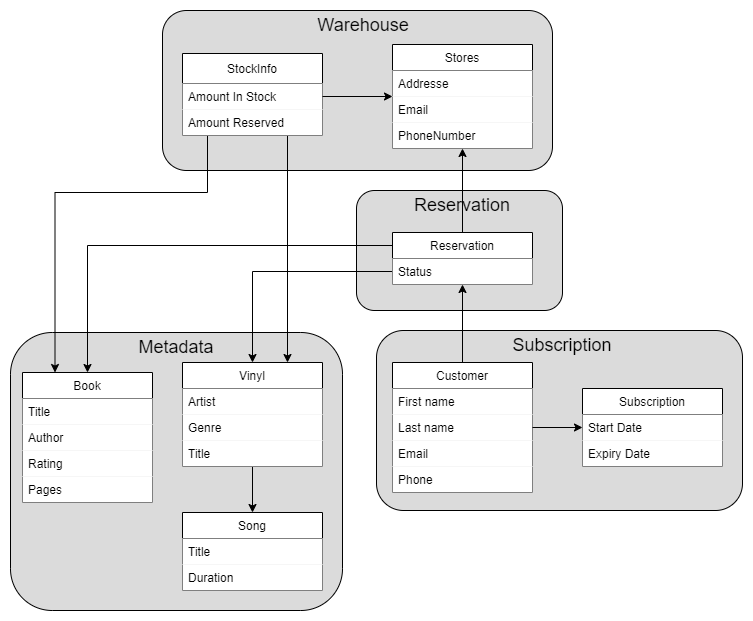 Warehouse
StockInfo
Amount In Stock
Amount Reserved
Stores
Addresse
Email
PhoneNumber
Reservation
Reservation
Status
Metadata
Book
Title
Author
Rating
Pages
Vinyl
Artist
Genre
Title
Song
Title
Duration
Subscription
Customer
First name
Last name
Email
Phone
Subscription
Start Date
Expiry Date